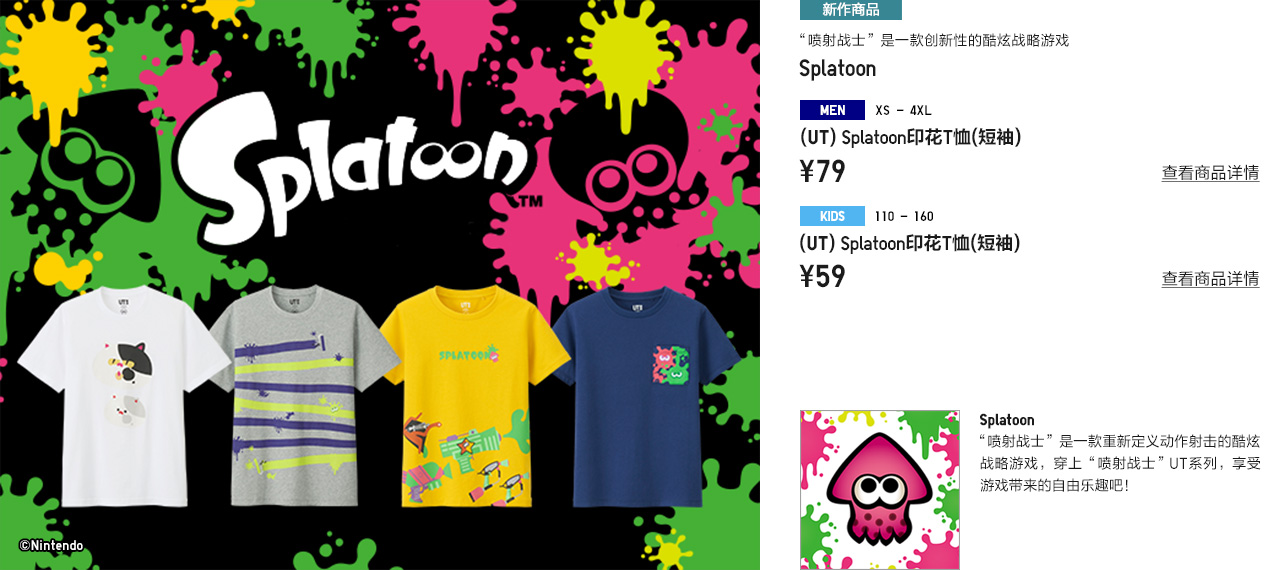 Splatoon
TM
SPLATOON
©Nintendo
新作商品
“喷射战士”是一款创新性的酷炫战略游戏
Splatoon
MEN XS - 4XL
(UT) Splatoon印花T恤(短袖)
¥79
查看商品详情
KIDS 110 - 160
(UT) Splatoon印花T恤(短袖)
¥59
查看商品详情
Splatoon
“喷射战士”是一款重新定义动作射击的酷炫
战略游戏，穿上“喷射战士”UT系列，享受
游戏带来的自由乐趣吧！